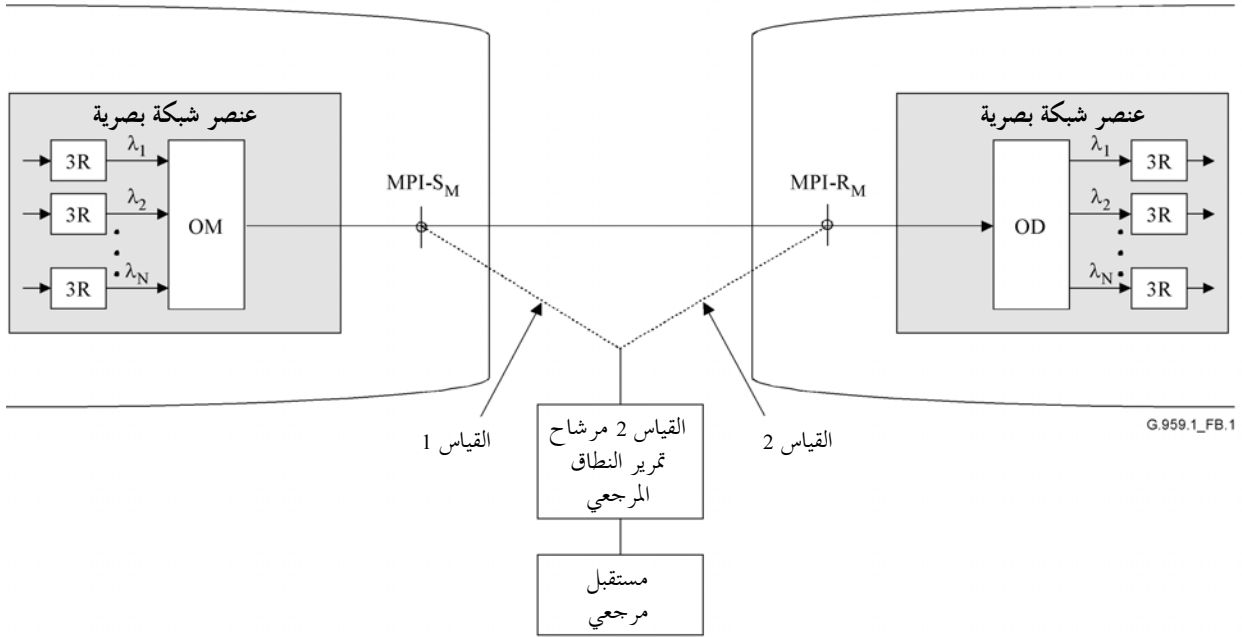 عنصر شبكة بصرية
3R
λ1
3R
λ2
3R
λN
OM
MPI-SM
MPI-RM
عنصر شبكة بصرية
OD
λ1
3R
λ2
3R
λN
3R
القياس 1
القياس 2
القياس 2 مرشاح
تمرير النطاق
المرجعي
مستقبل
مرجعي
G.959.1_FB.1